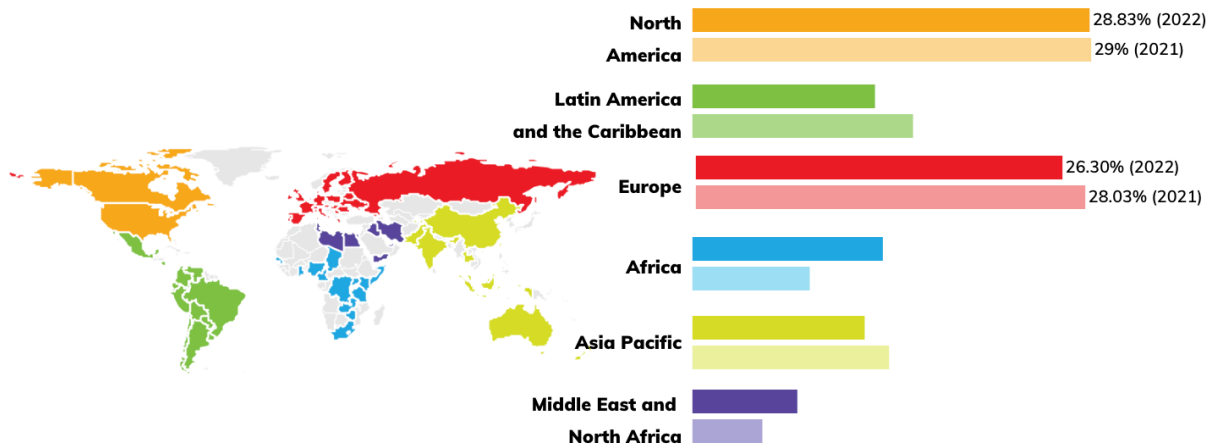 North
America
28.83% (2022)
29% (2021)
Latin America
and the Caribbean
Europe
26.30% (2022)
28.03% (2021)
Africa
Asia Pacific
Middle East and
North Africa